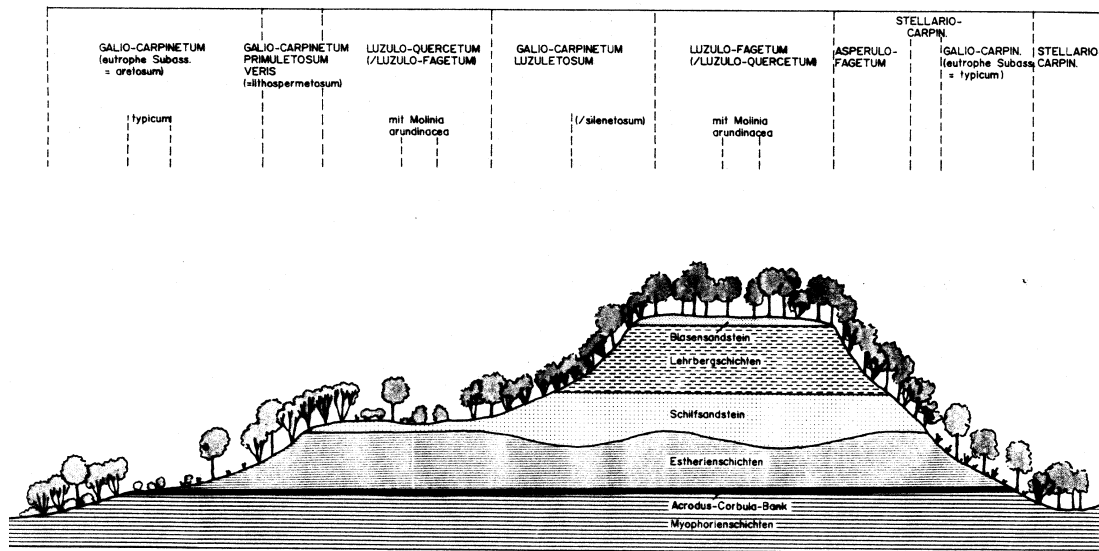 GALIO-CARPINETUM
(eutrophe Subass.
= aretosum)
typicum
GALIO-CARPINETUM
PRIMULETOSUM
VERIS
(=lithospermetosum)
LUZULO-QUERCETUM
(/LUZULO-FAGETUM)
mit Molinia
arundinacea
GALIO-CARPINETUM
LUZULETOSUM
(/silenetosum)
LUZULO-FAGETUM
(/LUZULO-QUERCETUM)
mit Molinia
arundinacea
ASPERULO-
FAGETUM
STELLARIO-
CARPIN.
GALIO-CARPIN.
(eutrophe Subass.
= typicum)
STELLARIO
CARPIN.
Blasensandstein
Lehrbergschichten
Schilfsandstein
Estherienschichten
Acrodus-Corbula-Bank
Myophorienschichten